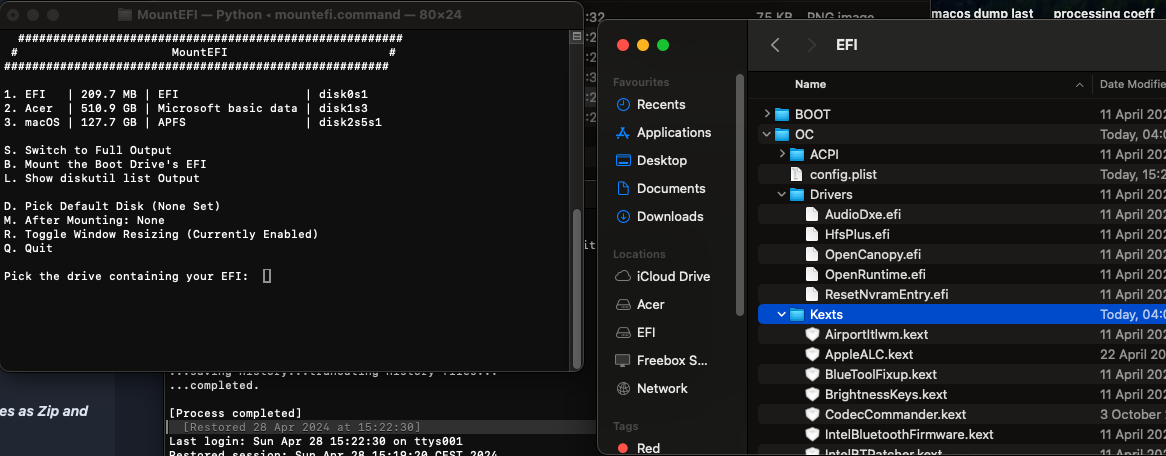 MountEFI — Python • mountefi.command — 80×24
#######################################################
# MountEFI #
#######################################################
1. EFI | 209.7 MB | EFI | disk0s1
2. Acer | 510.9 GB | Microsoft basic data | disk1s3
3. macOS | 127.7 GB | APFS | disk2s5s1
S. Switch to Full Output
B. Mount the Boot Drive's EFI
L. Show diskutil list Output
D. Pick Default Disk (None Set)
M. After Mounting: None
R. Toggle Window Resizing (Currently Enabled)
Q. Quit
Pick the drive containing your EFI:
...saving history...truncating history files...
...completed.
[Process completed]
[Restored 28 Apr 2024 at 15:22:30]
Last login: Sun Apr 28 15:22:30 on ttys001
Restored session: Sun Apr 28 15:19:20 CEST 2024
es as Zip and
:32
75 KB PNG image
macos dump last
processing coeff
Favourites
Recents
Applications
Desktop
Documents
Downloads
Locations
iCloud Drive
Acer
EFI
Freebox S...
Network
Tags
Red
EFI
Name Date Modifie
BOOT 11 April 202
OC Today, 04:0
ACPI 11 April 202
config.plist Today, 15:2
Drivers 11 April 202
AudioDxe.efi 11 April 202
HfsPlus.efi 11 April 202
OpenCanopy.efi 11 April 202
OpenRuntime.efi 11 April 202
ResetNvramEntry.efi 11 April 202
Kexts Today, 04:0
AirportItlwm.kext 11 April 202
AppleALC.kext 22 April 20
BlueToolFixup.kext 11 April 202
BrightnessKeys.kext 11 April 202
CodecCommander.kext 3 October
IntelBluetoothFirmware.kext 11 April 202
IntelBTPatcher.kext 11 April 202